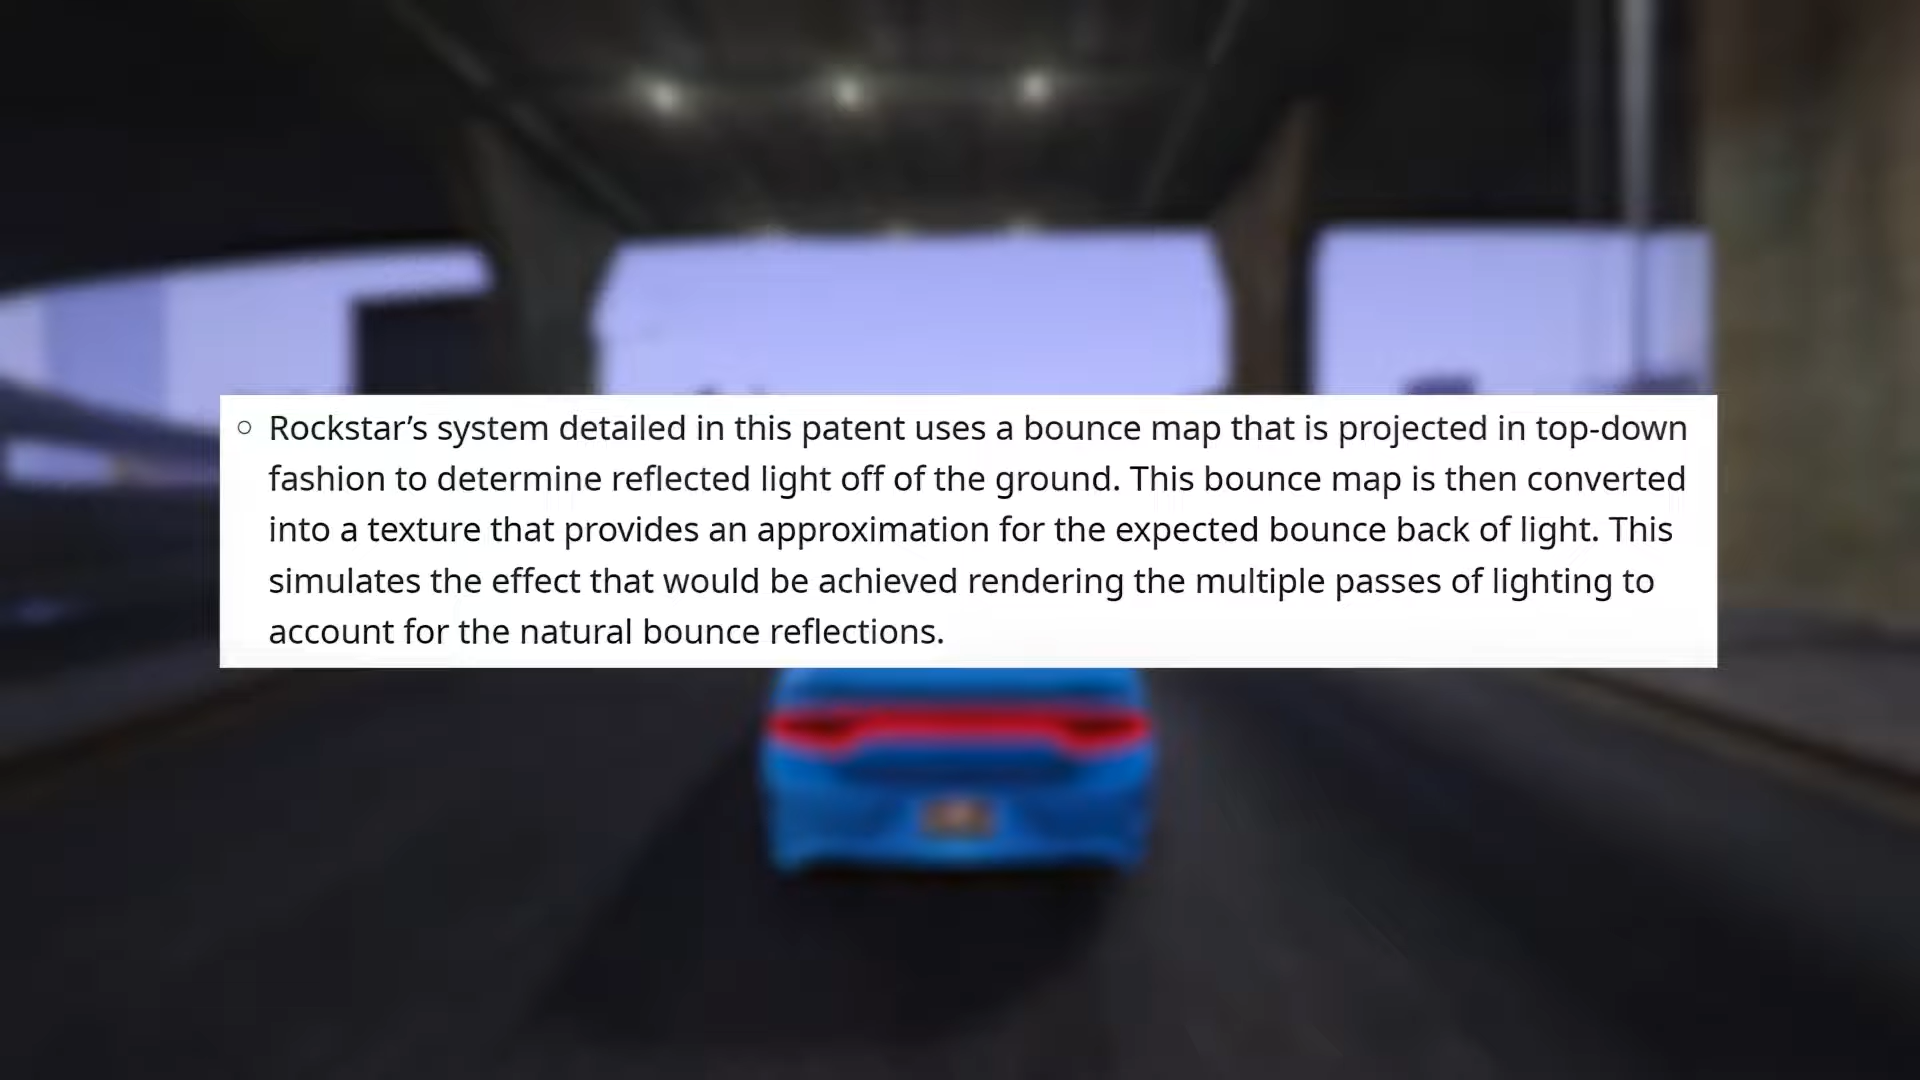 ○ Rockstar’s system detailed in this patent uses a bounce map that is projected in top-down
fashion to determine reflected light off of the ground. This bounce map is then converted
into a texture that provides an approximation for the expected bounce back of light. This
simulates the effect that would be achieved rendering the multiple passes of lighting to
account for the natural bounce reflections.